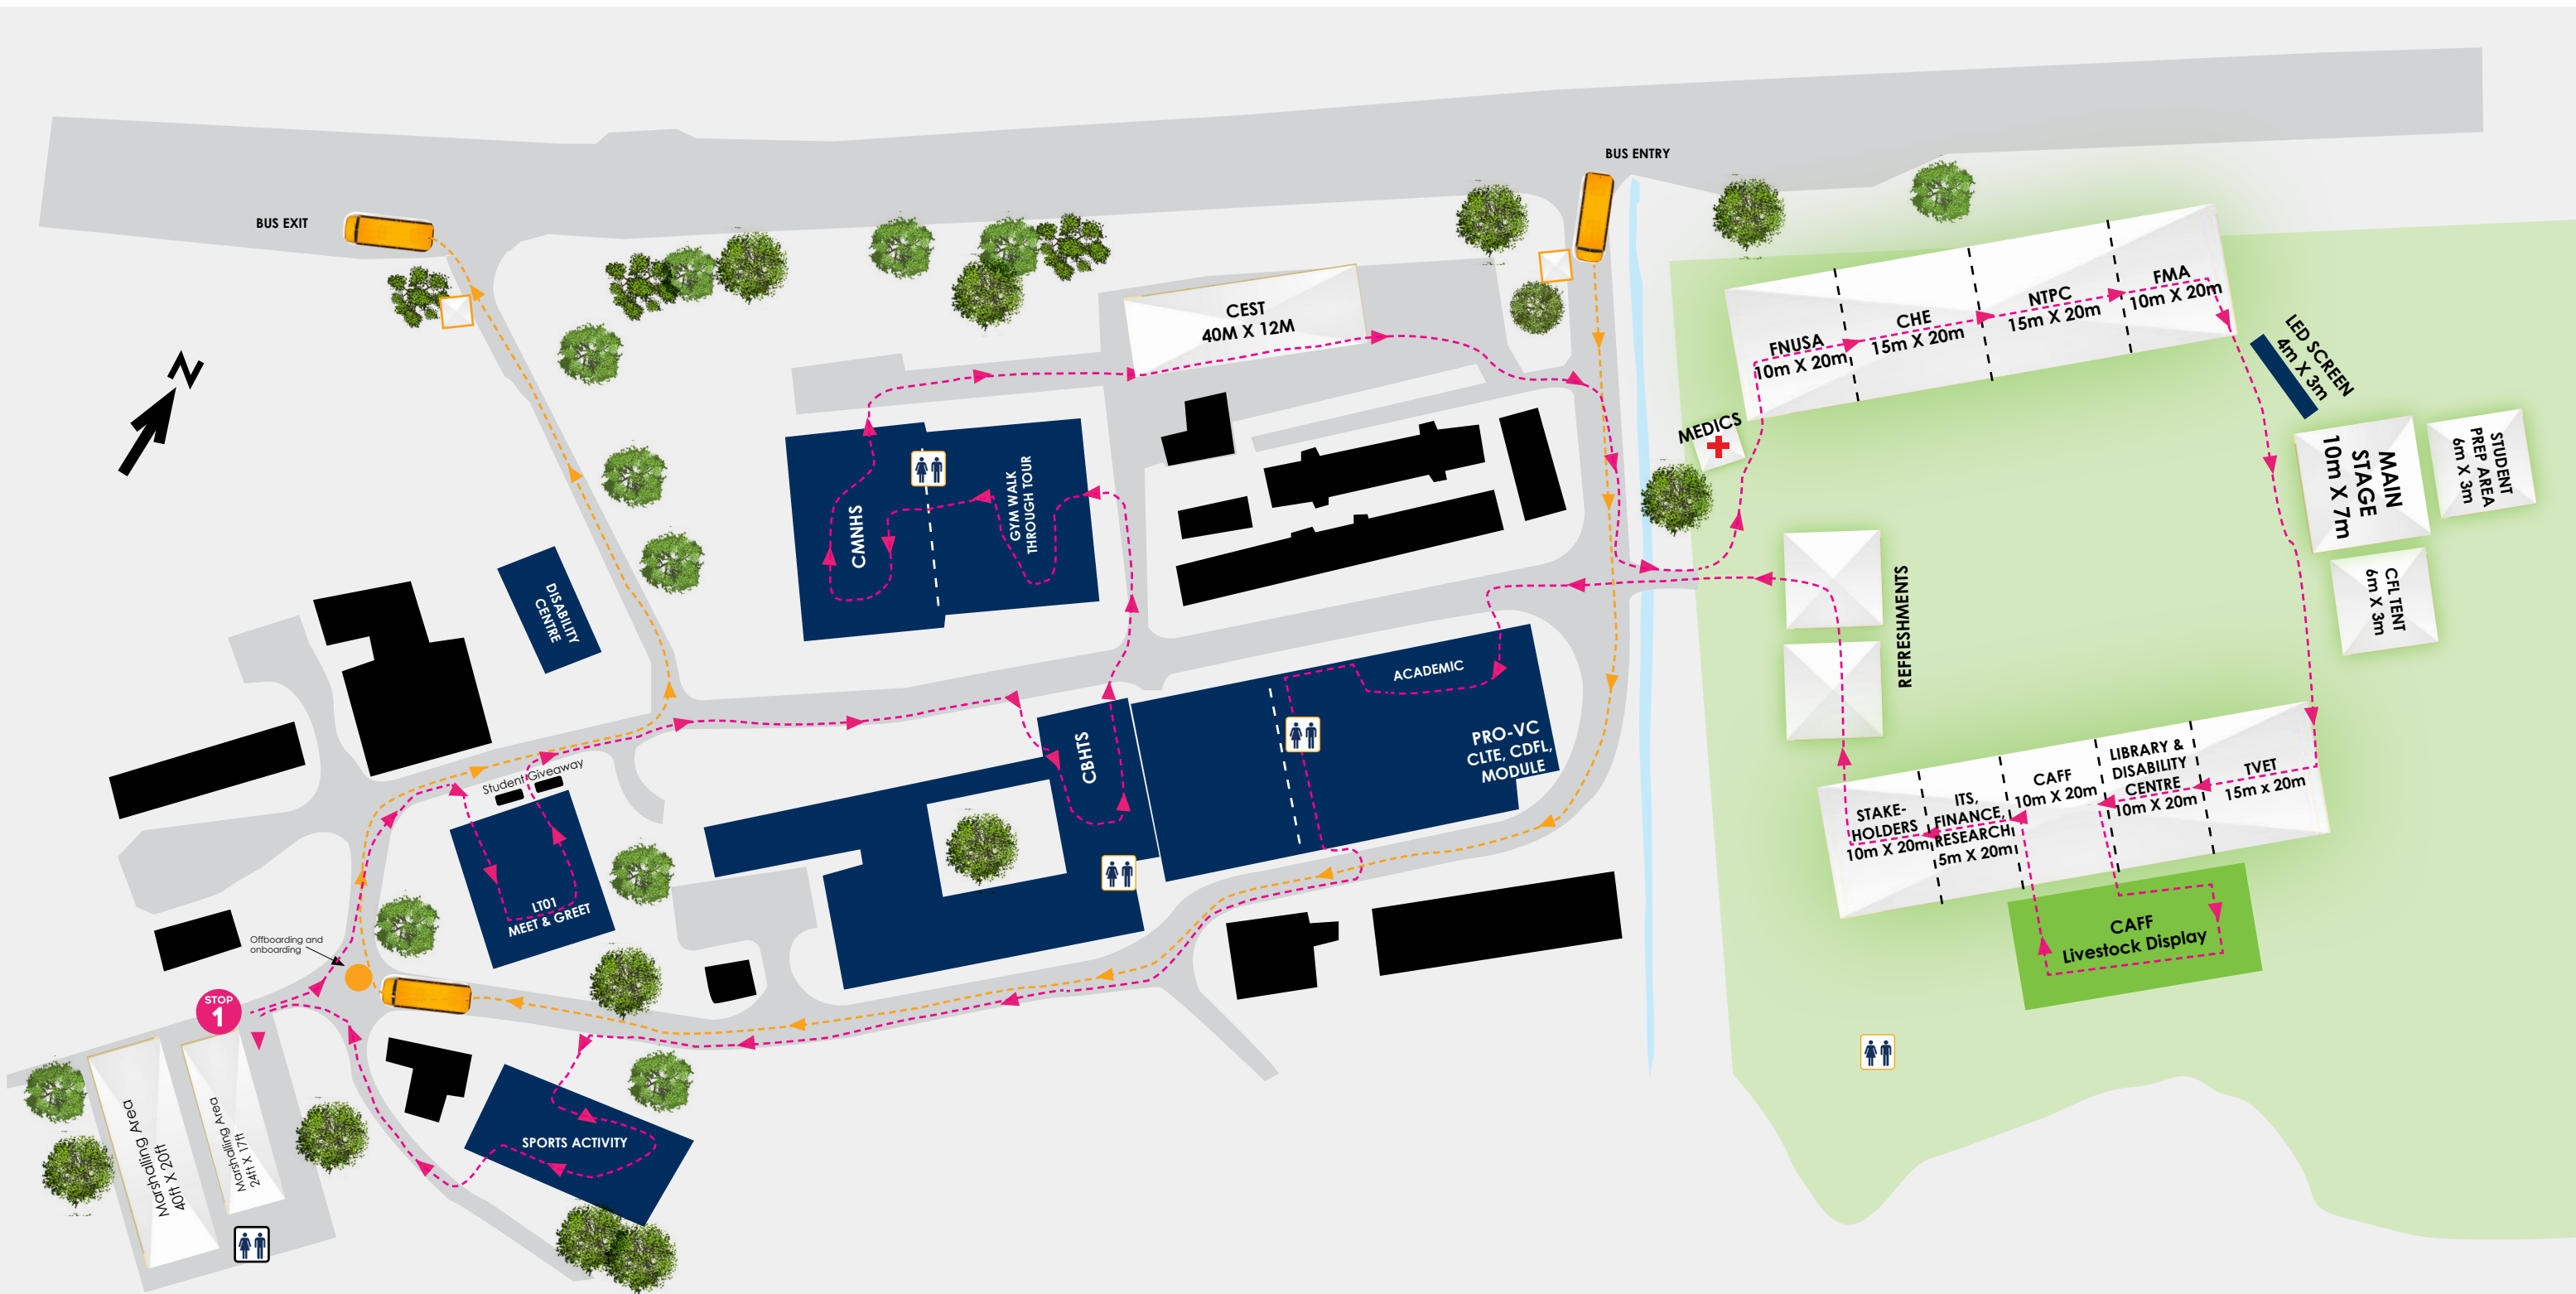 BUS ENTRY
BUS EXIT
N
CEST
40M X 12M
FNUSA
10m X 20m
CHE
15m X 20m
NTPC
15m X 20m
FMA
10m X 20m
LED SCREEN
4m X 3m
MEDICS
MAIN
STAGE
10m X 7m
STUDENT
PREP AREA
6m X 3m
CFL TENT
6m X 3m
REFRESHMENTS
CMNHS
GYM WALK
THROUGH TOUR
DISABILITY
CENTRE
ACADEMIC
PRO-VC
CLTE, CDFL,
MODULE
CBHTS
Student Giveaway
LT01
MEET & GREET
STAKE-
HOLDERS
10m X 20m
ITS,
FINANCE,
RESEARCH
5m X 20m
CAFF
10m X 20m
LIBRARY &
DISABILITY
CENTRE
10m X 20m
TVET
15m x 20m
CAFF
Livestock Display
Offboarding and
onboarding
STOP
1
SPORTS ACTIVITY
Marshalling Area
40ft X 20ft
Marshalling Area
24ft X 17ft